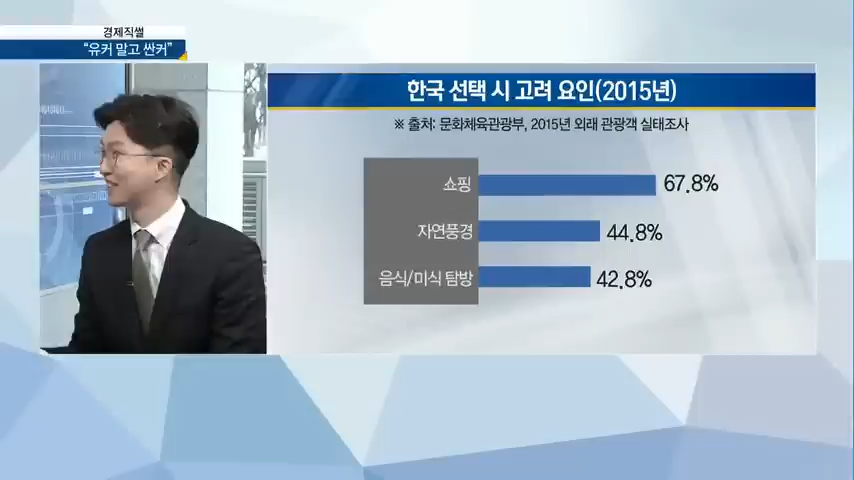 경제직썰
“유커 말고 싼커”
한국 선택 시 고려 요인(2015년)
※ 출처: 문화체육관광부, 2015년 외래 관광객 실태조사
쇼핑 67.8%
자연풍경 44.8%
음식/미식 탐방 42.8%